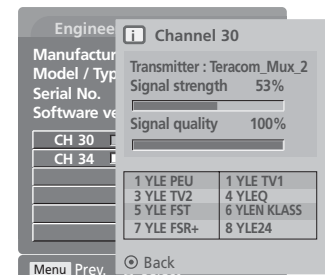 Enginee
Manufactur
Model / Typ
Serial No.
Software ve
CH 30
CH 34
i Channel 30
Transmitter : Teracom_Mux_2
Signal strength 53%
Signal quality 100%
1 YLE PEU 1 YLE TV1
3 YLE TV2 4 YLEQ
5 YLE FST 6 YLEN KLASS
7 YLE FSR+ 8 YLE24
Back
Menu Prev.